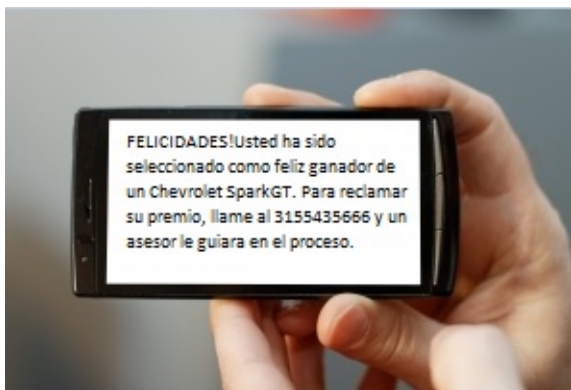 FELICIDADES!Usted ha sido
seleccionado como feliz ganador de
un Chevrolet SparkGT. Para reclamar
su premio, llame al 3155435666 y un
asesor le guiara en el proceso.